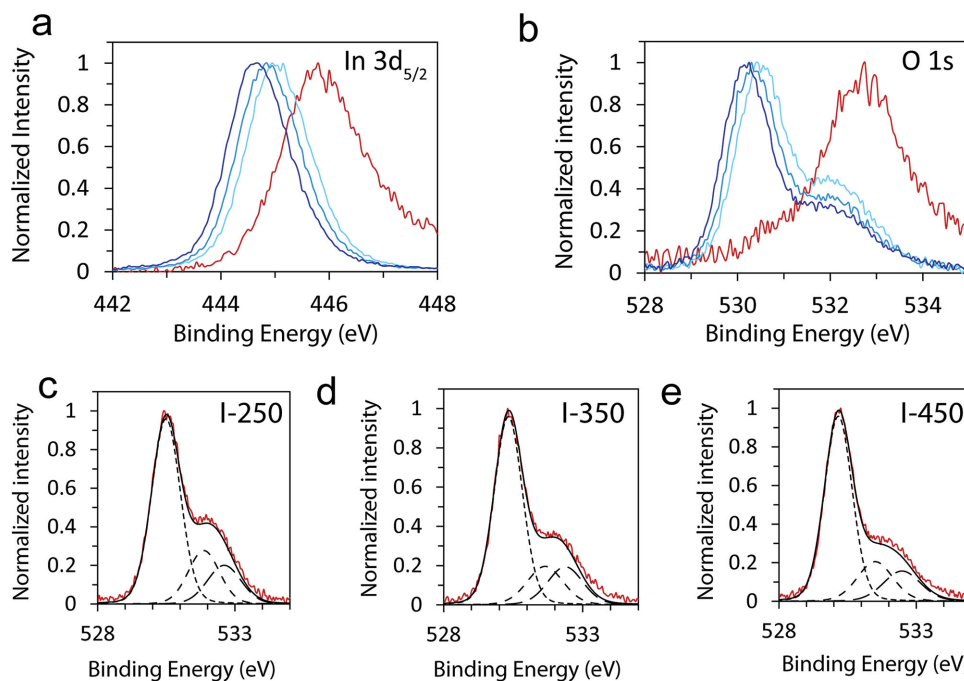 a
In 3d5/2
Normalized Intensity
1
0.8
0.6
0.4
0.2
0
442 444 446 448
Binding Energy (eV)
b
O 1s
Normalized intensity
1
0.8
0.6
0.4
0.2
0
528 530 532 534
Binding Energy (eV)
c
I-250
Normalized intensity
1
0.8
0.6
0.4
0.2
0
528 533
Binding Energy (eV)
d
I-350
Normalized intensity
1
0.8
0.6
0.4
0.2
0
528 533
Binding Energy (eV)
e
I-450
Normalized intensity
1
0.8
0.6
0.4
0.2
0
528 533
Binding Energy (eV)